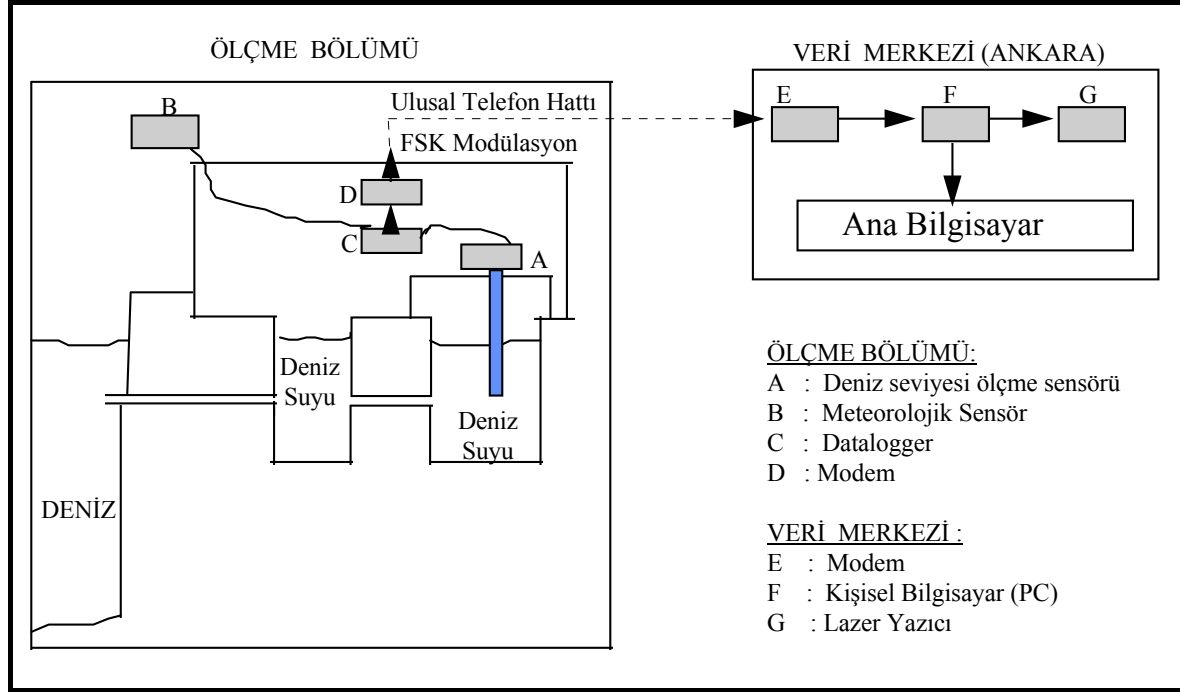 ÖLÇME BÖLÜMÜ
B
Ulusal Telefon Hattı
FSK Modülasyon
D
C
A
Deniz
Suyu
Deniz
Suyu
DENİZ
VERİ MERKEZİ (ANKARA)
E F G
Ana Bilgisayar
ÖLÇME BÖLÜMÜ:
A : Deniz seviyesi ölçme sensörü
B : Meteorolojik Sensör
C : Datalogger
D : Modem
VERİ MERKEZİ :
E : Modem
F : Kişisel Bilgisayar (PC)
G : Lazer Yazıcı